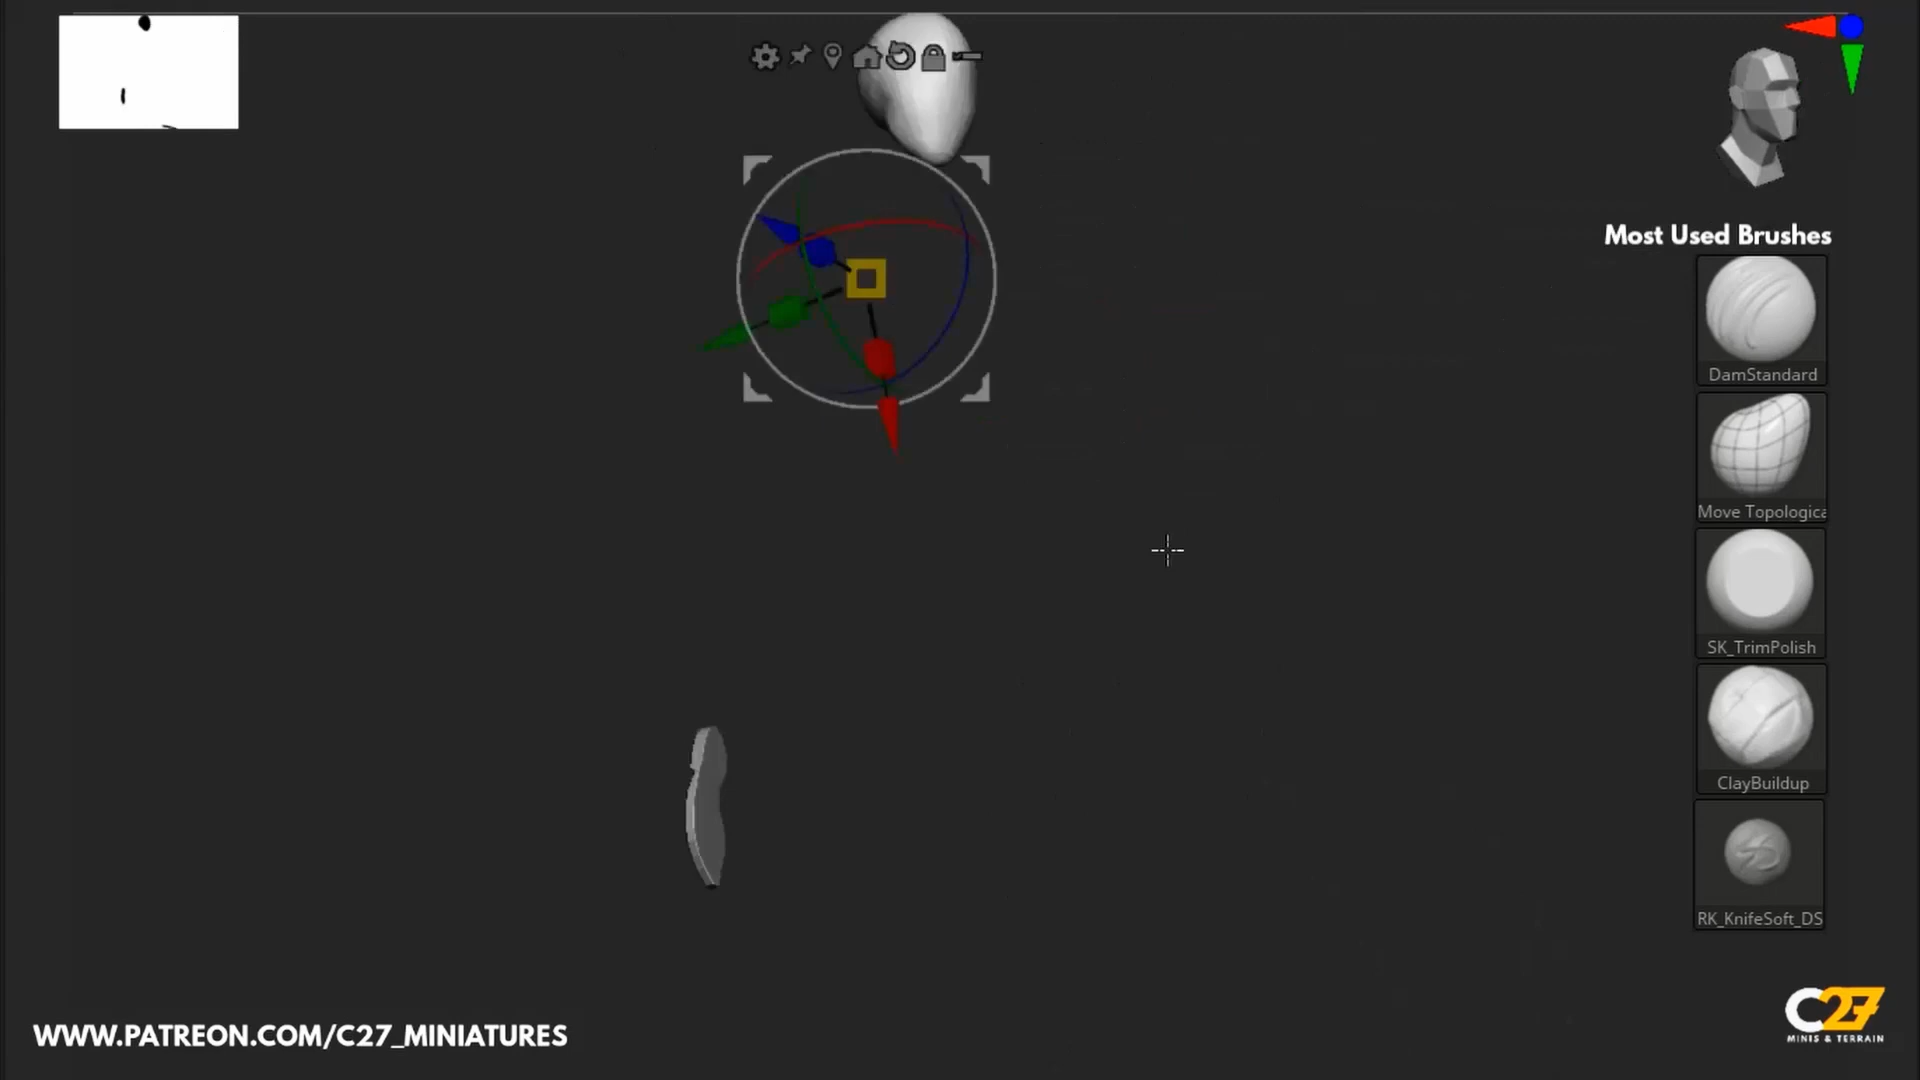 Most Used Brushes
DamStandard
Move Topologica
SK_TrimPolish
ClayBuildup
RK_KnifeSoft_DS
WWW.PATREON.COM/C27_MINIATURES
C27
MINIS & TERRAIN